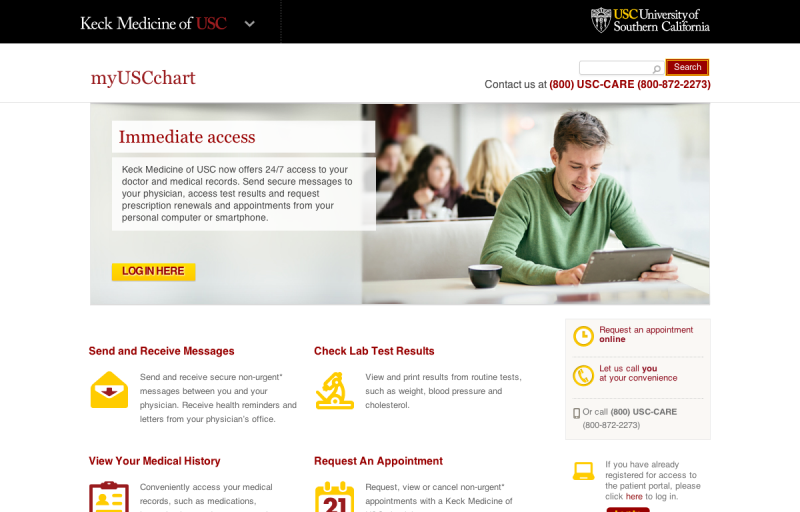 Keck Medicine of USC
USC University of
Southern California
myUSCchart
Search
Contact us at (800) USC-CARE (800-872-2273)
Immediate access
Keck Medicine of USC now offers 24/7 access to your
doctor and medical records. Send secure messages to
your physician, access test results and request
prescription renewals and appointments from your
personal computer or smartphone.
LOG IN HERE
Send and Receive Messages
Send and receive secure non-urgent*
messages between you and your
physician. Receive health reminders and
letters from your physician's office.
Check Lab Test Results
View and print results from routine tests,
such as weight, blood pressure and
cholesterol.
Request an appointment
online
Let us call you
at your convenience
Or call (800) USC-CARE
(800-872-2273)
View Your Medical History
Conveniently access your medical
records, such as medications,
Request An Appointment
21
Request, view or cancel non-urgent*
appointments with a Keck Medicine of
If you have already
registered for access to
the patient portal, please
click here to log in.